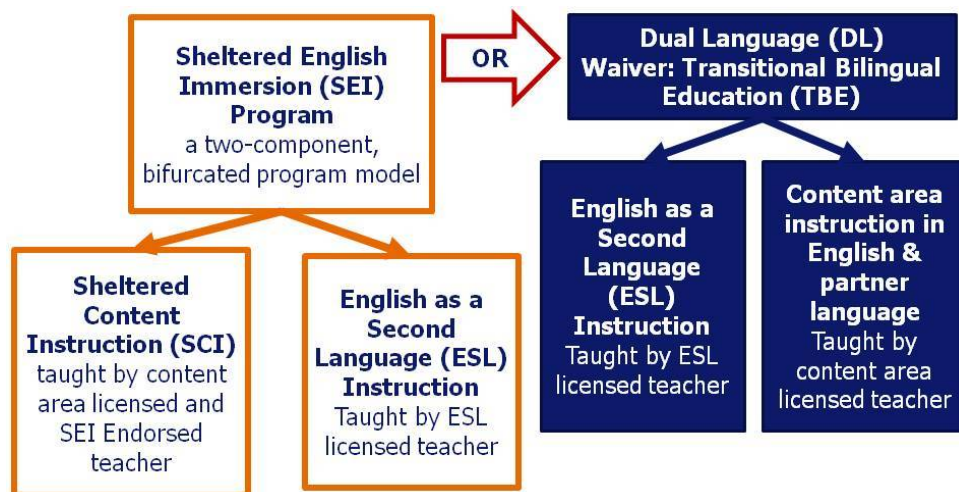 Sheltered English
Immersion (SEI)
Program
a two-component,
bifurcated program model
OR
Dual Language (DL)
Waiver: Transitional Bilingual
Education (TBE)
Sheltered
Content
Instruction (SCI)
taught by content
area licensed and
SEI Endorsed
teacher
English as a
Second
Language (ESL)
Instruction
Taught by ESL
licensed teacher
English as a
Second
Language
(ESL)
Instruction
Taught by ESL
licensed teacher
Content area
instruction in
English &
partner
language
Taught by
content area
licensed teacher